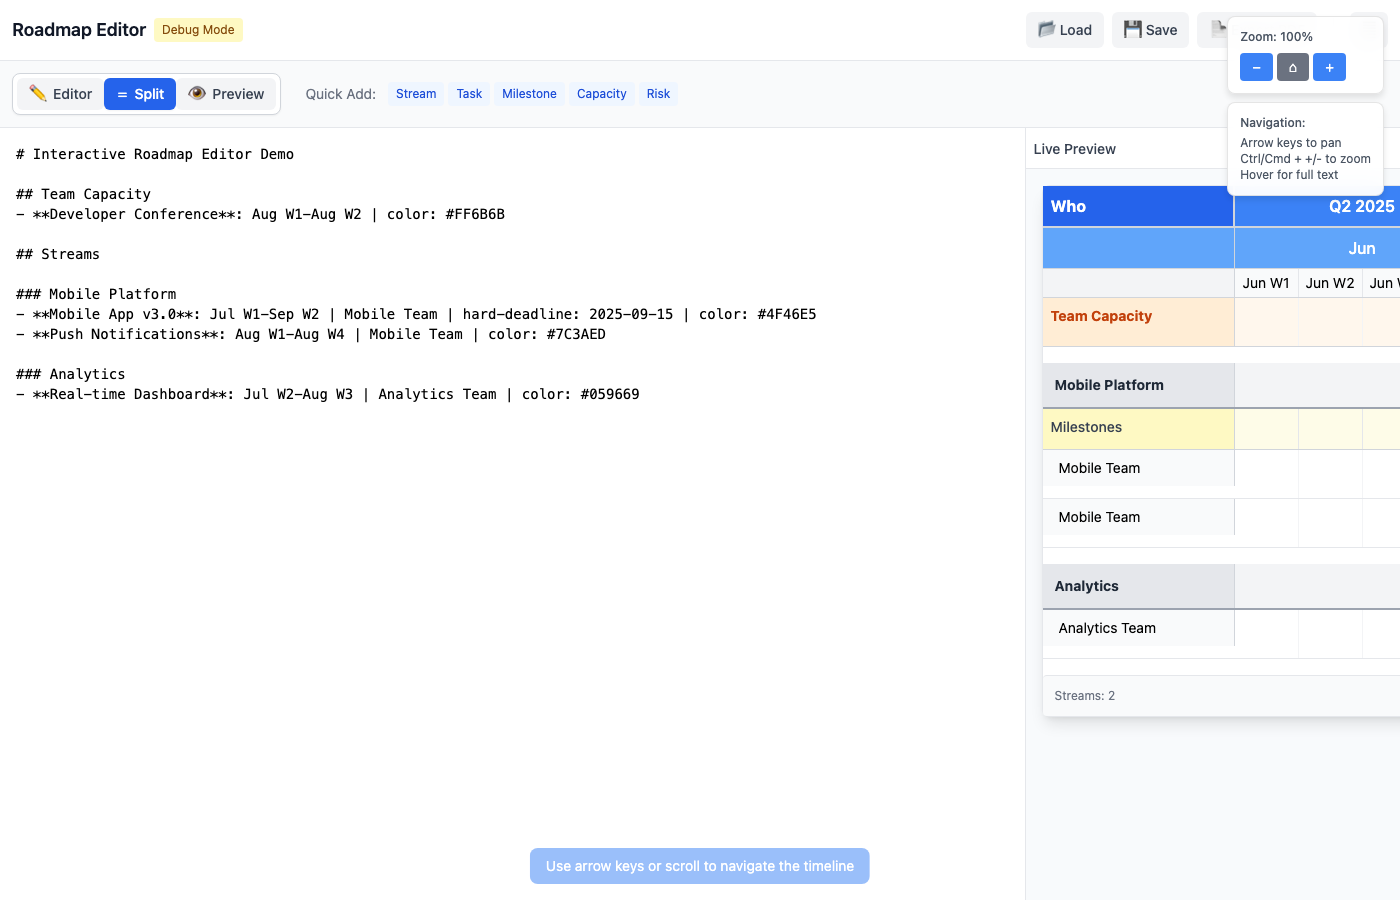 Roadmap Editor Debug Mode
Load Save
Zoom: 100%
− ⌂ +
Editor = Split Preview
Quick Add: Stream Task Milestone Capacity Risk
Navigation:
Arrow keys to pan
Ctrl/Cmd + +/- to zoom
Hover for full text
# Interactive Roadmap Editor Demo
## Team Capacity
- **Developer Conference**: Aug W1-Aug W2 | color: #FF6B6B
## Streams
### Mobile Platform
- **Mobile App v3.0**: Jul W1-Sep W2 | Mobile Team | hard-deadline: 2025-09-15 | color: #4F46E5
- **Push Notifications**: Aug W1-Aug W4 | Mobile Team | color: #7C3AED
### Analytics
- **Real-time Dashboard**: Jul W2-Aug W3 | Analytics Team | color: #059669
Live Preview
Who Q2 2025
Jun
Jun W1 Jun W2 Jun
Team Capacity
Mobile Platform
Milestones
Mobile Team
Mobile Team
Analytics
Analytics Team
Streams: 2
Use arrow keys or scroll to navigate the timeline